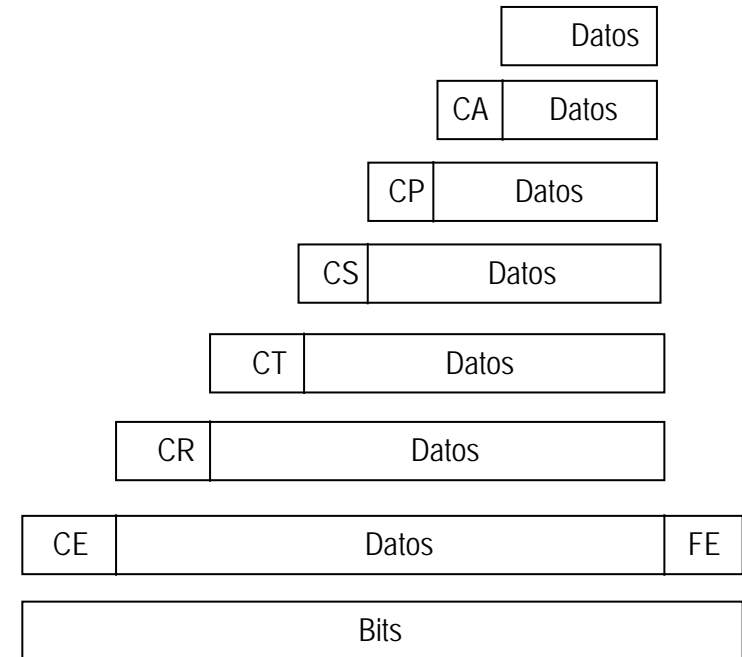 Datos
CA Datos
CP Datos
CS Datos
CT Datos
CR Datos
CE Datos FE
Bits